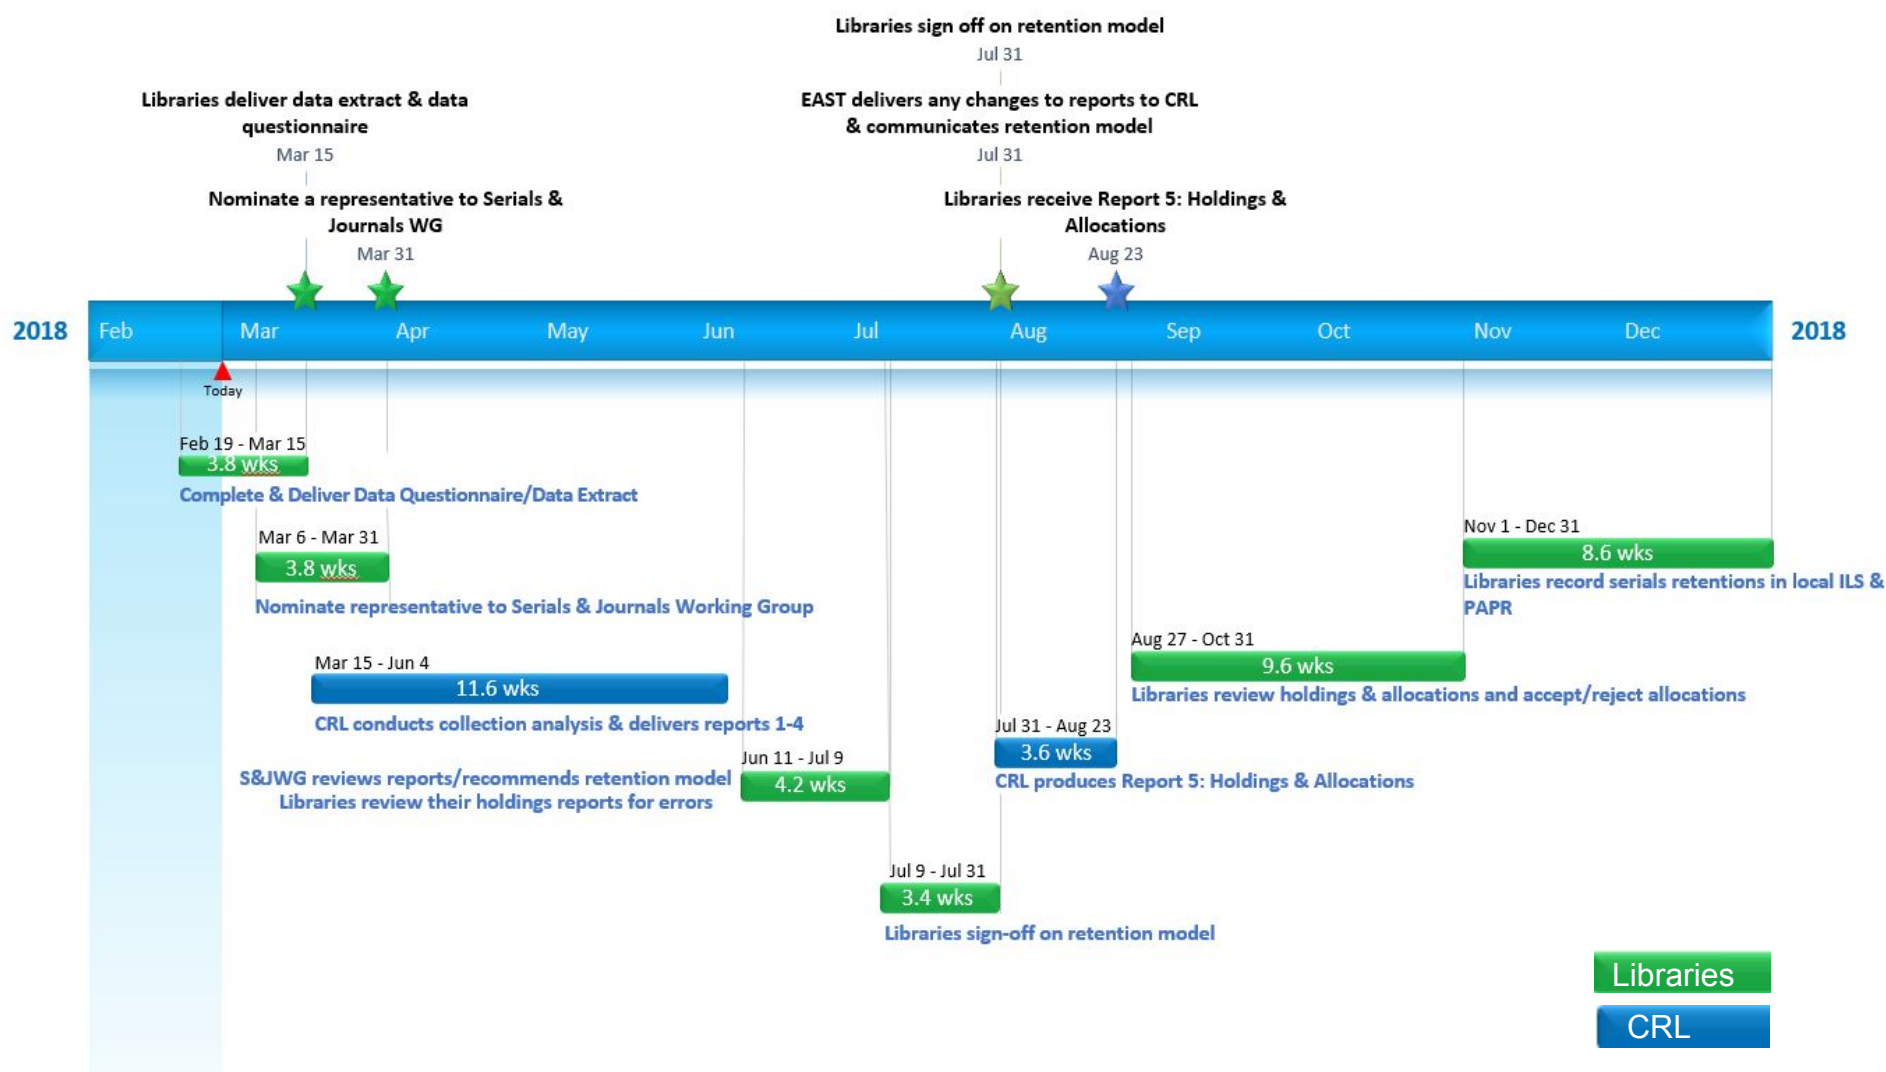 Libraries sign off on retention model
Jul 31
Libraries deliver data extract & data
questionnaire
Mar 15
EAST delivers any changes to reports to CRL
& communicates retention model
Jul 31
Nominate a representative to Serials &
Journals WG
Mar 31
Libraries receive Report 5: Holdings &
Allocations
Aug 23
2018 Feb Mar Apr May Jun Jul Aug Sep Oct Nov Dec 2018
Today
Feb 19 - Mar 15
3.8 wks
Complete & Deliver Data Questionnaire/Data Extract
Mar 6 - Mar 31
3.8 wks
Nominate representative to Serials & Journals Working Group
Nov 1 - Dec 31
8.6 wks
Libraries record serials retentions in local ILS &
PAPR
Aug 27 - Oct 31
9.6 wks
Libraries review holdings & allocations and accept/reject allocations
Mar 15 - Jun 4
11.6 wks
CRL conducts collection analysis & delivers reports 1-4
Jul 31 - Aug 23
3.6 wks
CRL produces Report 5: Holdings & Allocations
Jun 11 - Jul 9
4.2 wks
S&JWG reviews reports/recommends retention model
Libraries review their holdings reports for errors
Jul 9 - Jul 31
3.4 wks
Libraries sign-off on retention model
Libraries
CRL